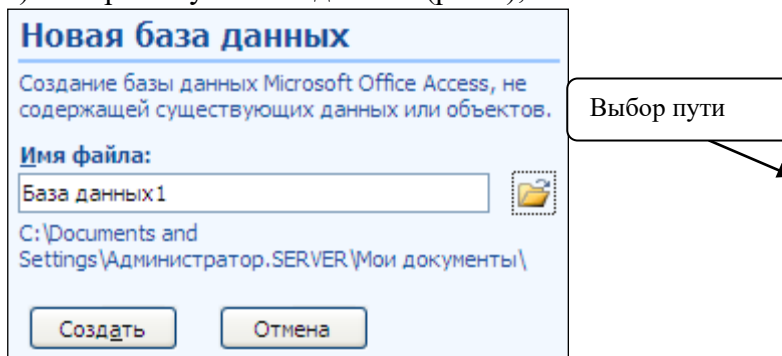 Новая база данных
Создание базы данных Microsoft Office Access, не
содержащей существующих данных или объектов.
Выбор пути
Имя файла:
База данных1
C:\Documents and
Settings\Администратор.SERVER\Мои документы\
Создать Отмена